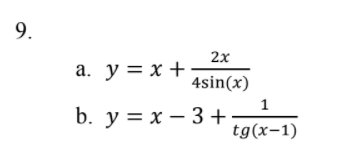 9.
a. y = x + 2x/4sin(x)
b. y = x − 3 + 1/tg(x−1)